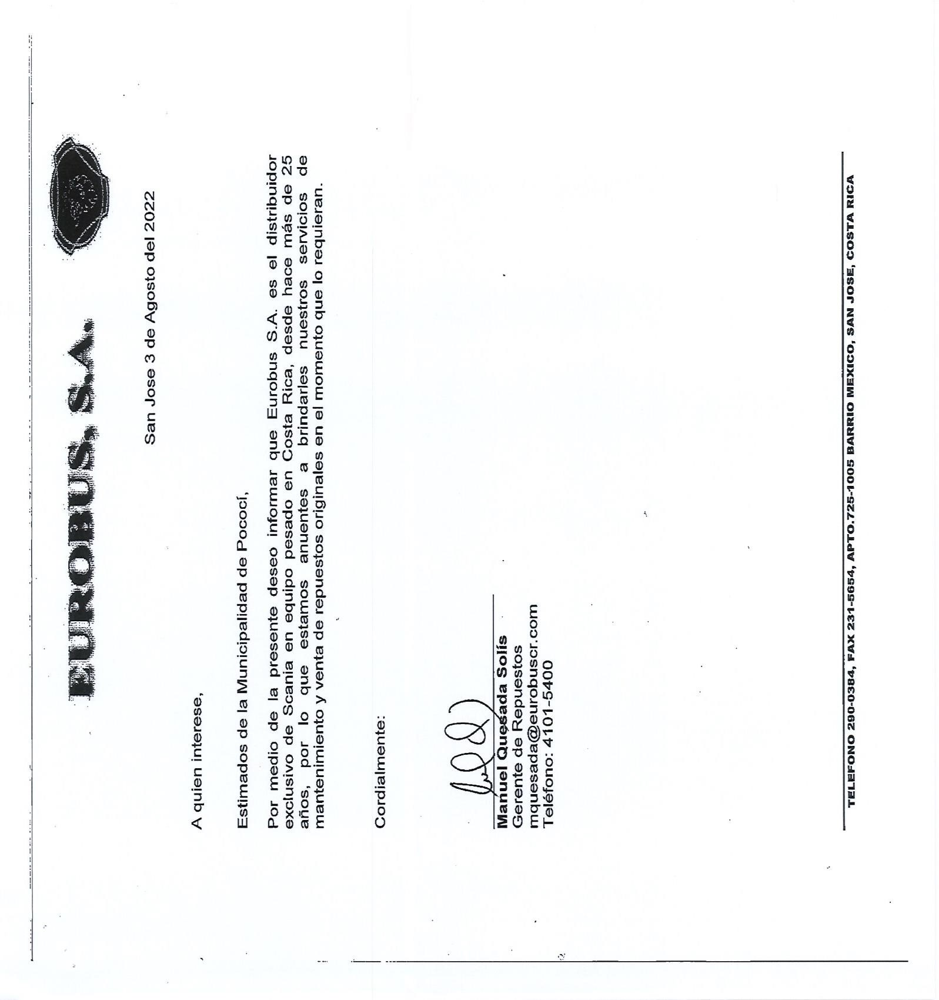 EUROBUS, S.A.
San Jose 3 de Agosto del 2022
A quien interese,
Estimados de la Municipalidad de Pococí,
Por medio de la presente deseo informar que Eurobus S.A. es el distribuidor
exclusivo de Scania en equipo pesado en Costa Rica, desde hace más de 25
años, por lo que estamos anuentes a brindarles nuestros servicios de
mantenimiento y venta de repuestos originales en el momento que lo requieran.
Cordialmente:
Manuel Quesada Solís
Gerente de Repuestos
mquesada@eurobuscr.com
Teléfono: 4101-5400
TELEFONO 290-0384, FAX 231-5654, APTO.725-1005 BARRIO MEXICO, SAN JOSE, COSTA RICA